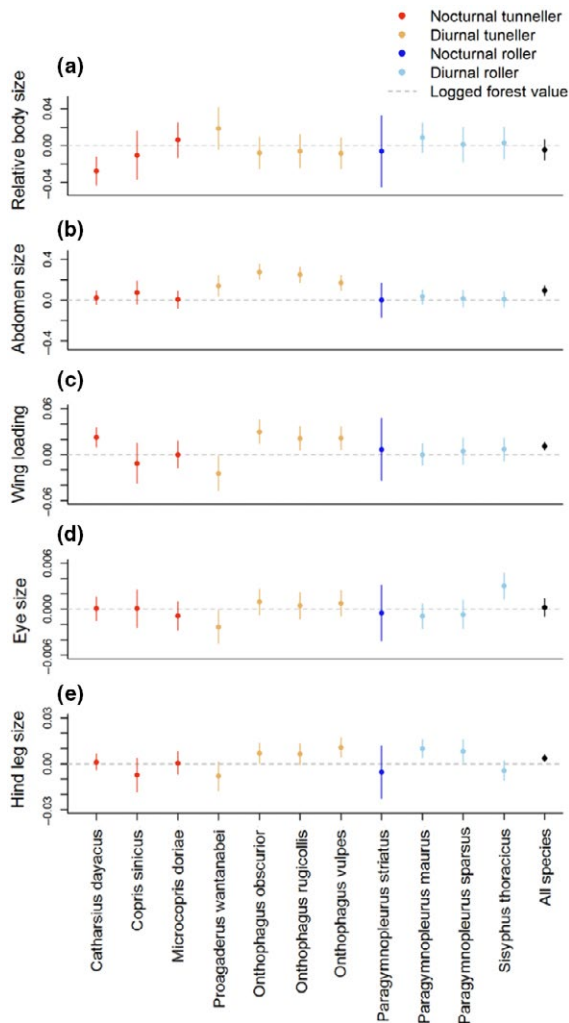 Nocturnal tunneller
Diurnal tuneller
Nocturnal roller
Diurnal roller
Logged forest value
(a)
Relative body size
0.04
0.00
−0.04
(b)
Abdomen size
0.4
0.0
−0.4
(c)
Wing loading
0.06
0.00
−0.06
(d)
Eye size
0.006
0.000
−0.006
(e)
Hind leg size
0.03
0.00
−0.03
Catharsius dayacus
Copris sinicus
Microcopris doriae
Proagaderus wantanabei
Onthophagus obscurior
Onthophagus rugicollis
Onthophagus vulpes
Paragymnopleurus striatus
Paragymnopleurus maurus
Paragymnopleurus sparsus
Sisyphus thoracicus
All species